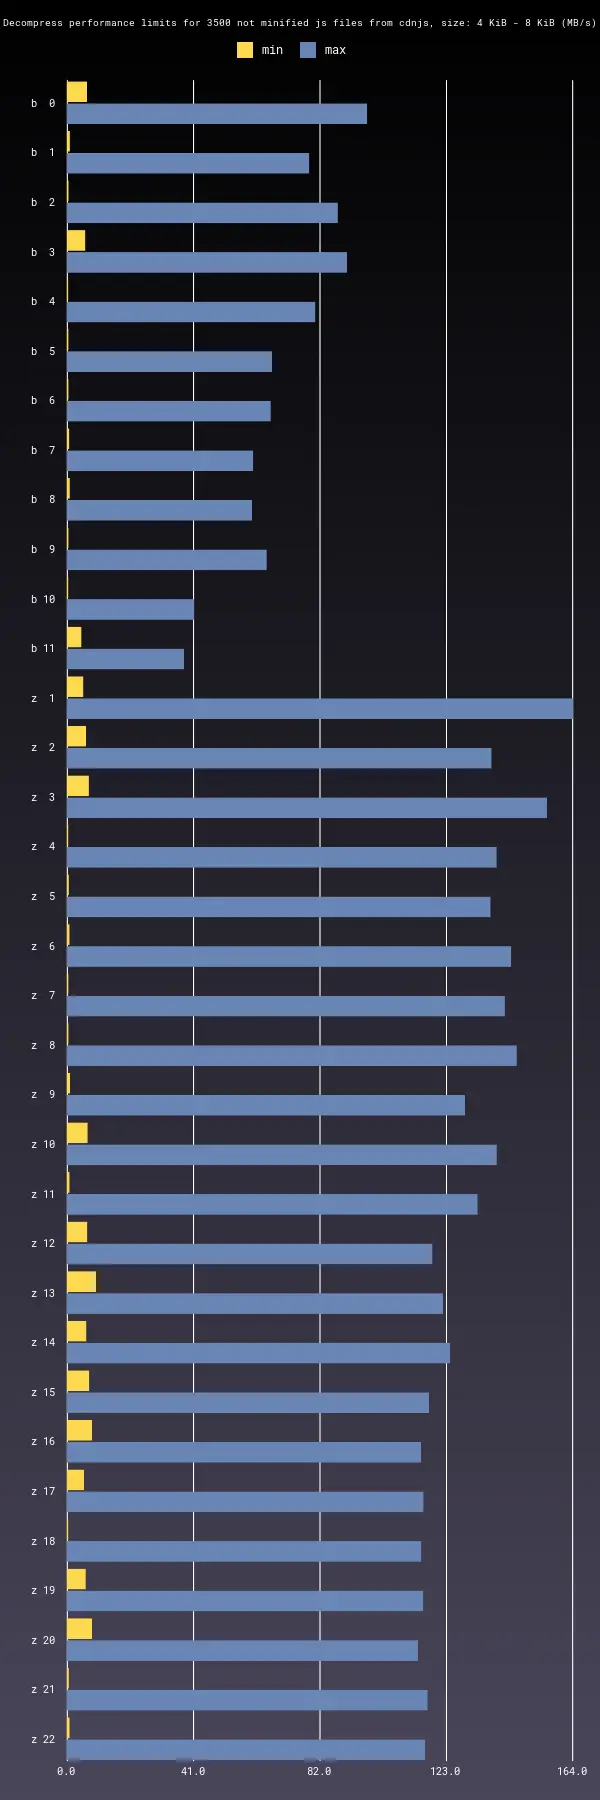 Decompress performance limits for 3500 not minified js files from cdnjs, size: 4 KiB - 8 KiB (MB/s)
min max
b 0
b 1
b 2
b 3
b 4
b 5
b 6
b 7
b 8
b 9
b 10
b 11
z 1
z 2
z 3
z 4
z 5
z 6
z 7
z 8
z 9
z 10
z 11
z 12
z 13
z 14
z 15
z 16
z 17
z 18
z 19
z 20
z 21
z 22
0.0 41.0 82.0 123.0 164.0